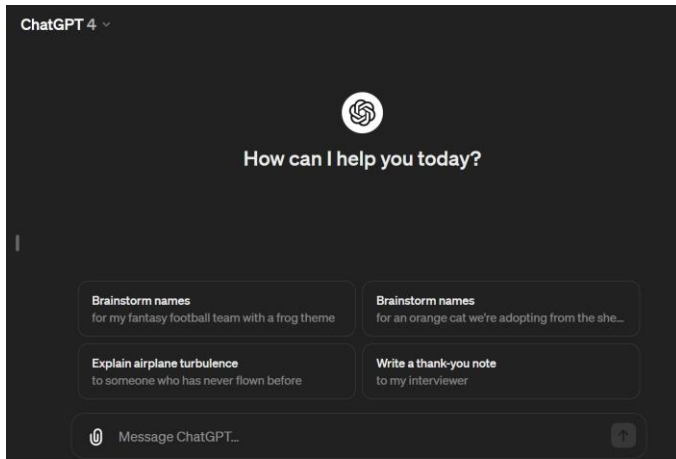 ChatGPT 4
How can I help you today?
Brainstorm names
for my fantasy football team with a frog theme
Brainstorm names
for an orange cat we're adopting from the she...
Explain airplane turbulence
to someone who has never flown before
Write a thank-you note
to my interviewer
Message ChatGPT...